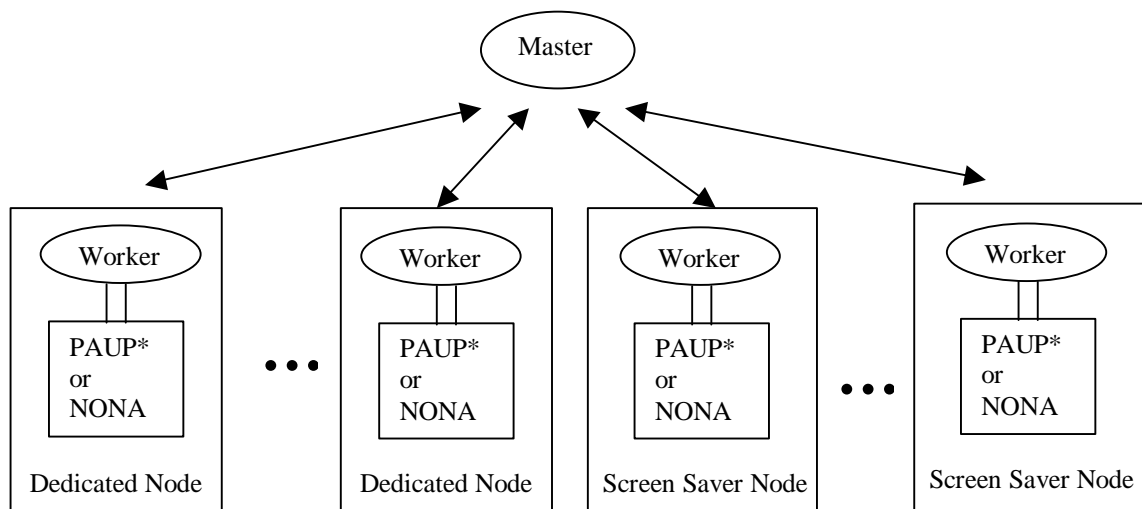 Master
Worker
PAUP*
or
NONA
Dedicated Node
Worker
PAUP*
or
NONA
Dedicated Node
Worker
PAUP*
or
NONA
Screen Saver Node
Worker
PAUP*
or
NONA
Screen Saver Node